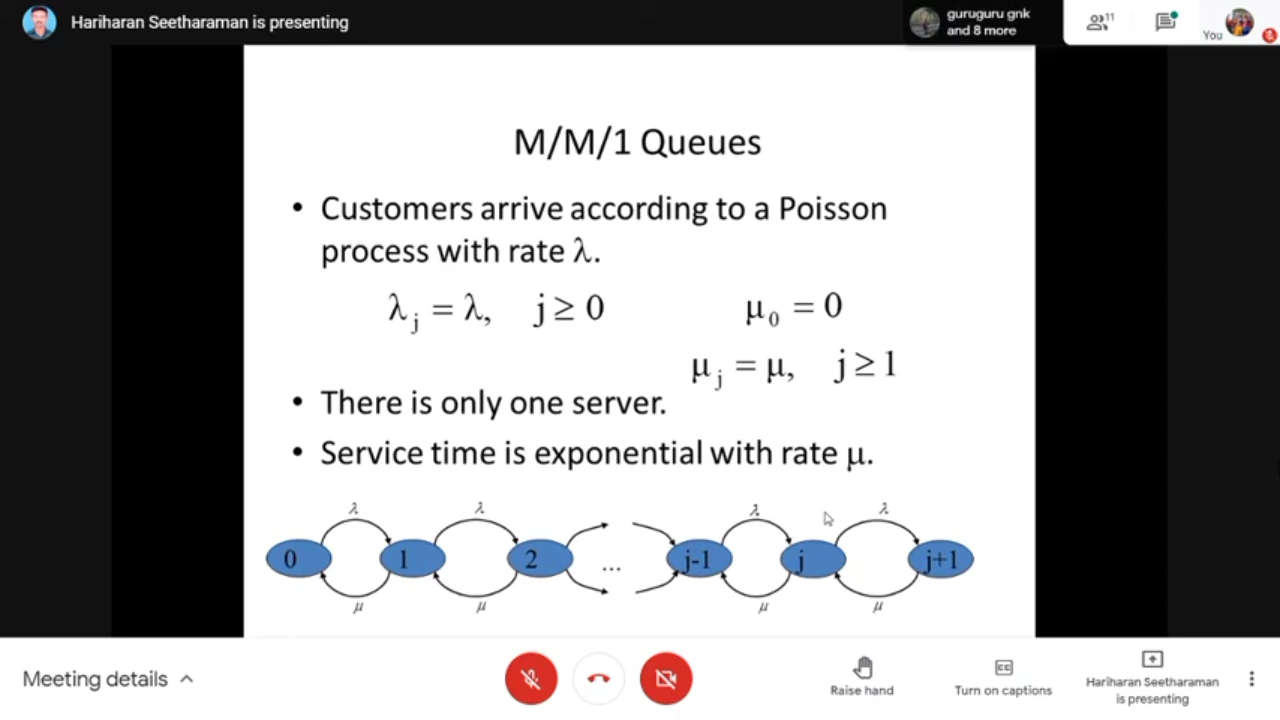 Hariharan Seetharaman is presenting
guruguru gnk
and 8 more
11
You
M/M/1 Queues
• Customers arrive according to a Poisson
process with rate λ.
λj = λ, j ≥ 0
μ0 = 0
μj = μ, j ≥ 1
• There is only one server.
• Service time is exponential with rate μ.
λ λ λ λ
0 1 2 ... j-1 j j+1
μ μ μ μ
Meeting details
Raise hand
CC
Turn on captions
Hariharan Seetharaman
is presenting